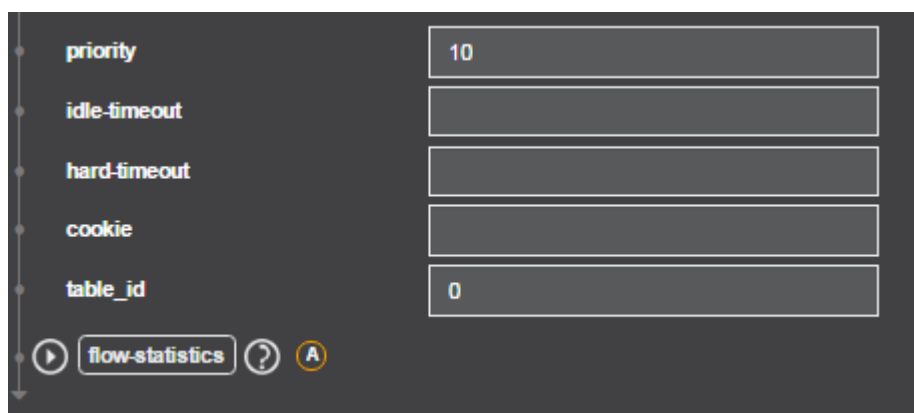 priority 10
idle-timeout
hard-timeout
cookie
table_id 0
flow-statistics ? A